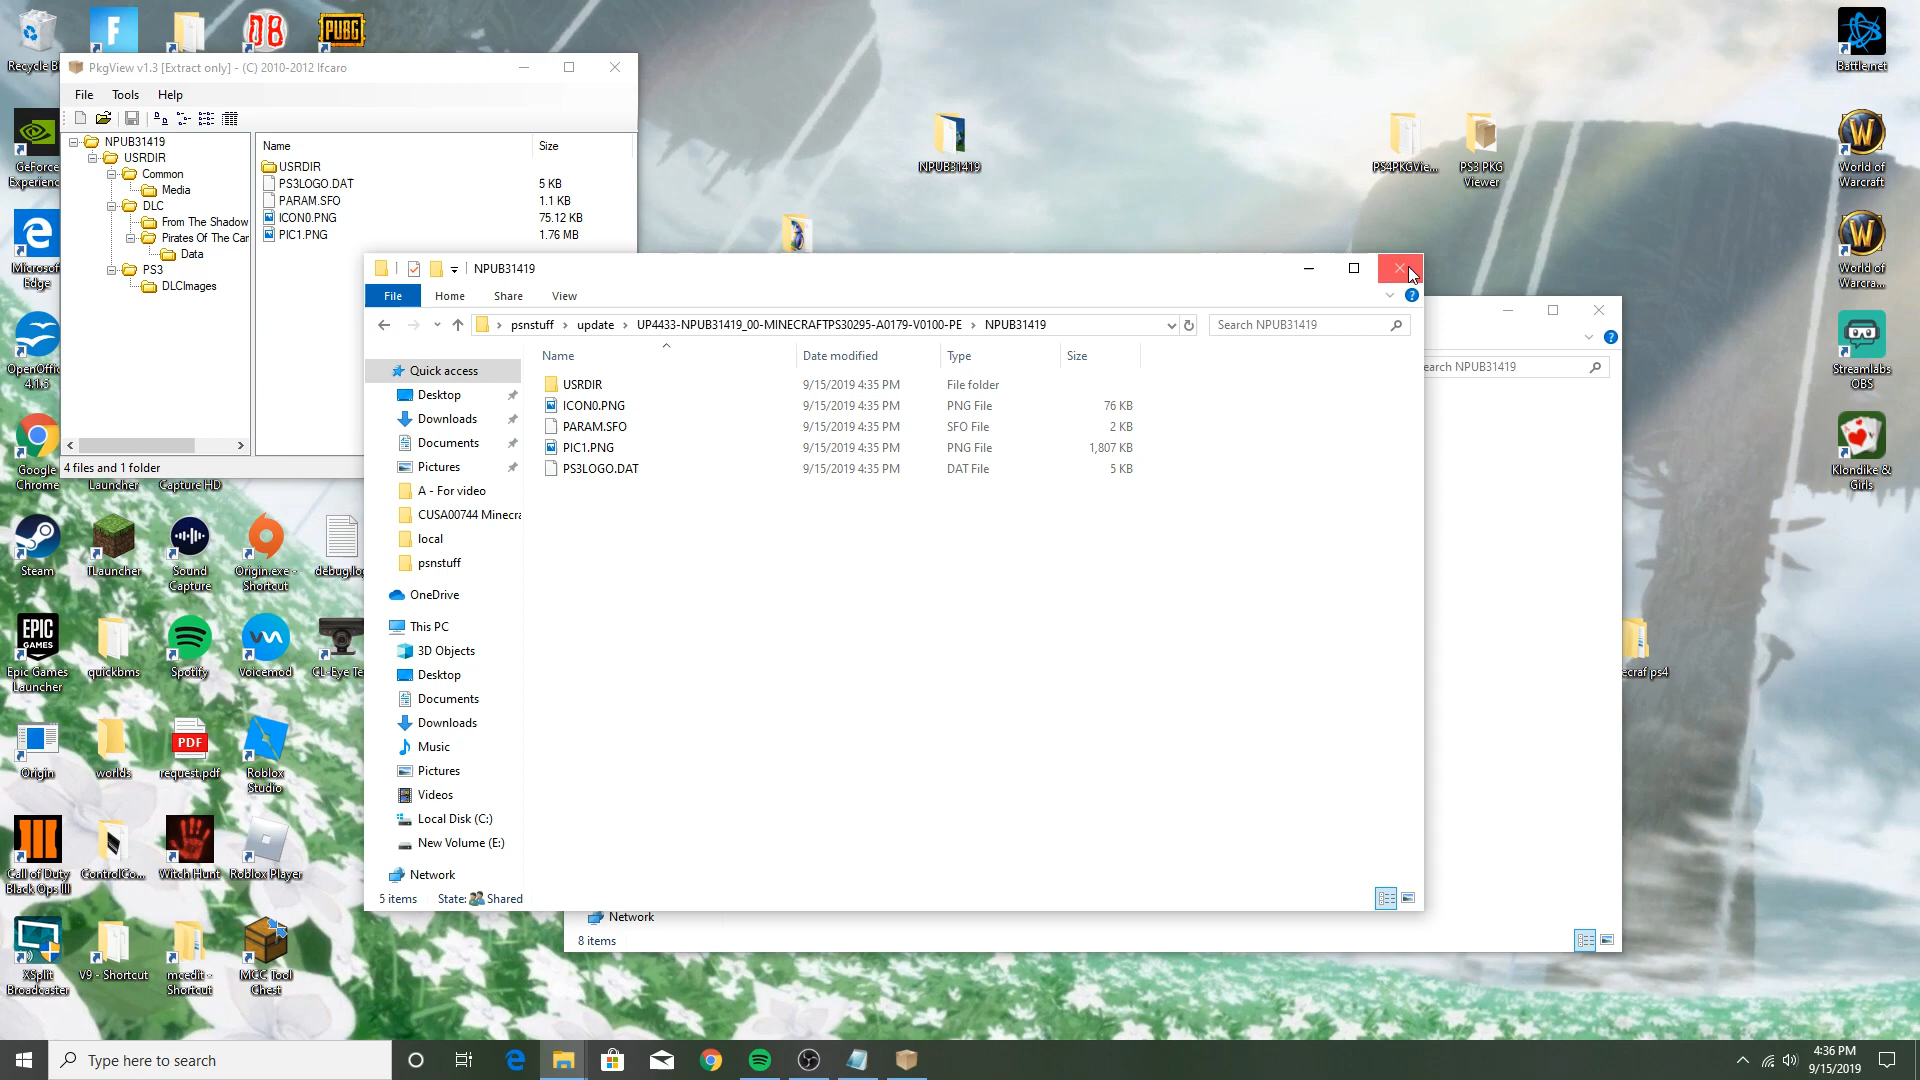 PkgView v1.3 [Extract only] - (C) 2010-2012 Ifcaro
File Tools Help
NPUB31419
USRDIR
Common
Media
DLC
From The Shadow
Pirates Of The Car
Data
PS3
DLCImages
Name Size
USRDIR
PS3LOGO.DAT 5 KB
PARAM.SFO 1.1 KB
ICON0.PNG 75.12 KB
PIC1.PNG 1.76 MB
4 files and 1 folder
NPUB31419
File Home Share View
psnstuff update UP4433-NPUB31419_00-MINECRAFTPS30295-A0179-V0100-PE NPUB31419
Search NPUB31419
Name Date modified Type Size
USRDIR 9/15/2019 4:35 PM File folder
ICON0.PNG 9/15/2019 4:35 PM PNG File 76 KB
PARAM.SFO 9/15/2019 4:35 PM SFO File 2 KB
PIC1.PNG 9/15/2019 4:35 PM PNG File 1,807 KB
PS3LOGO.DAT 9/15/2019 4:35 PM DAT File 5 KB
Quick access
Desktop
Downloads
Documents
Pictures
A - For video
CUSA00744 Minecra
local
psnstuff
OneDrive
This PC
3D Objects
Desktop
Documents
Downloads
Music
Pictures
Videos
Local Disk (C:)
New Volume (E:)
Network
5 items State: Shared
earch NPUB31419
Network
8 items
Recycle Bi
PUBG
GeForce
Experience
Microsof
Edge
OpenOffic
4.1.5
Google
Chrome
Launcher
Capture HD
Steam
TLauncher
Sound
Capture
Origin.exe -
Shortcut
debug.lo
EPIC
GAMES
Epic Games
Launcher
quickbms
Spotify
Voicemod
CL-Eye Te
Origin
worlds
PDF
request.pdf
Roblox
Studio
Call of Duty
Black Ops III
ControlCo...
Witch Hunt
Roblox Player
XSplit
Broadcaster
V9 - Shortcut
mcedit -
Shortcut
MCC Tool
Chest
NPUB31419
PS4PKGVie...
PS3 PKG
Viewer
Battle.net
World of
Warcraft
World of
Warcra...
Streamlabs
OBS
Klondike &
Girls
ecraf ps4
Type here to search
4:36 PM
9/15/2019